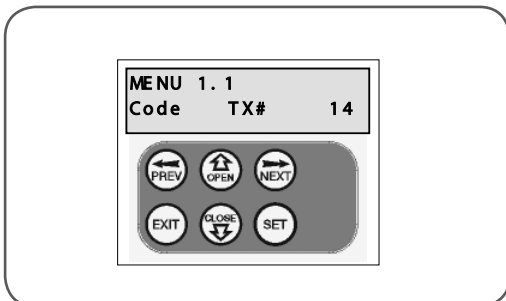 MENU 1.1
Code TX# 14
PREV OPEN NEXT
EXIT CLOSE SET